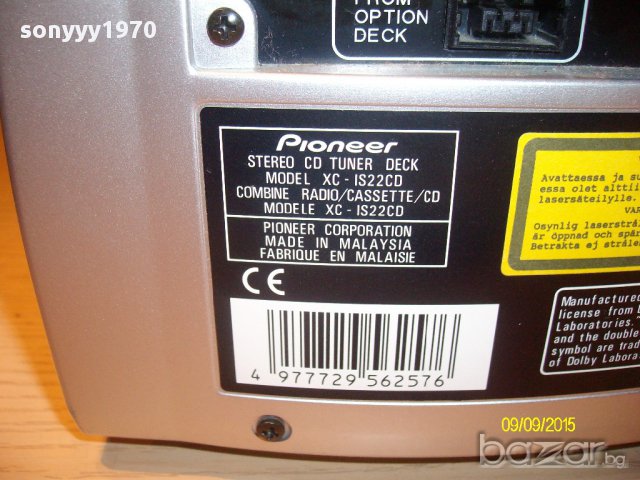 sonyyy1970
FROM
OPTION
DECK
Pioneer
STEREO CD TUNER DECK
MODEL XC-IS22CD
COMBINE RADIO/CASSETTE/CD
MODELE XC-IS22CD
PIONEER CORPORATION
MADE IN MALAYSIA
FABRIQUE EN MALAISIE
CE
4 977729 562576
Avattaessa ja su
essa olet alttii
lasersäteilylle.
VAR
Osynlig laserstrål
är öppnad och spär
Betrakta ej stråle
Manufactured
license from D
Laboratories."
and the double
symbol are trad
of Dolby Labora
09/09/2015
bazar.bg